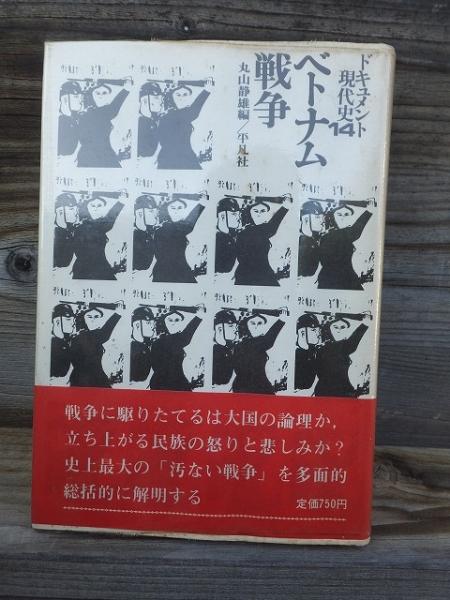 ドキュメント
現代史14
ベトナム
戦争
丸山静雄編/平凡社
戦争に駆りたてるは大国の論理か,
立ち上がる民族の怒りと悲しみか?
史上最大の「汚ない戦争」を多面的
総括的に解明する
定価750円